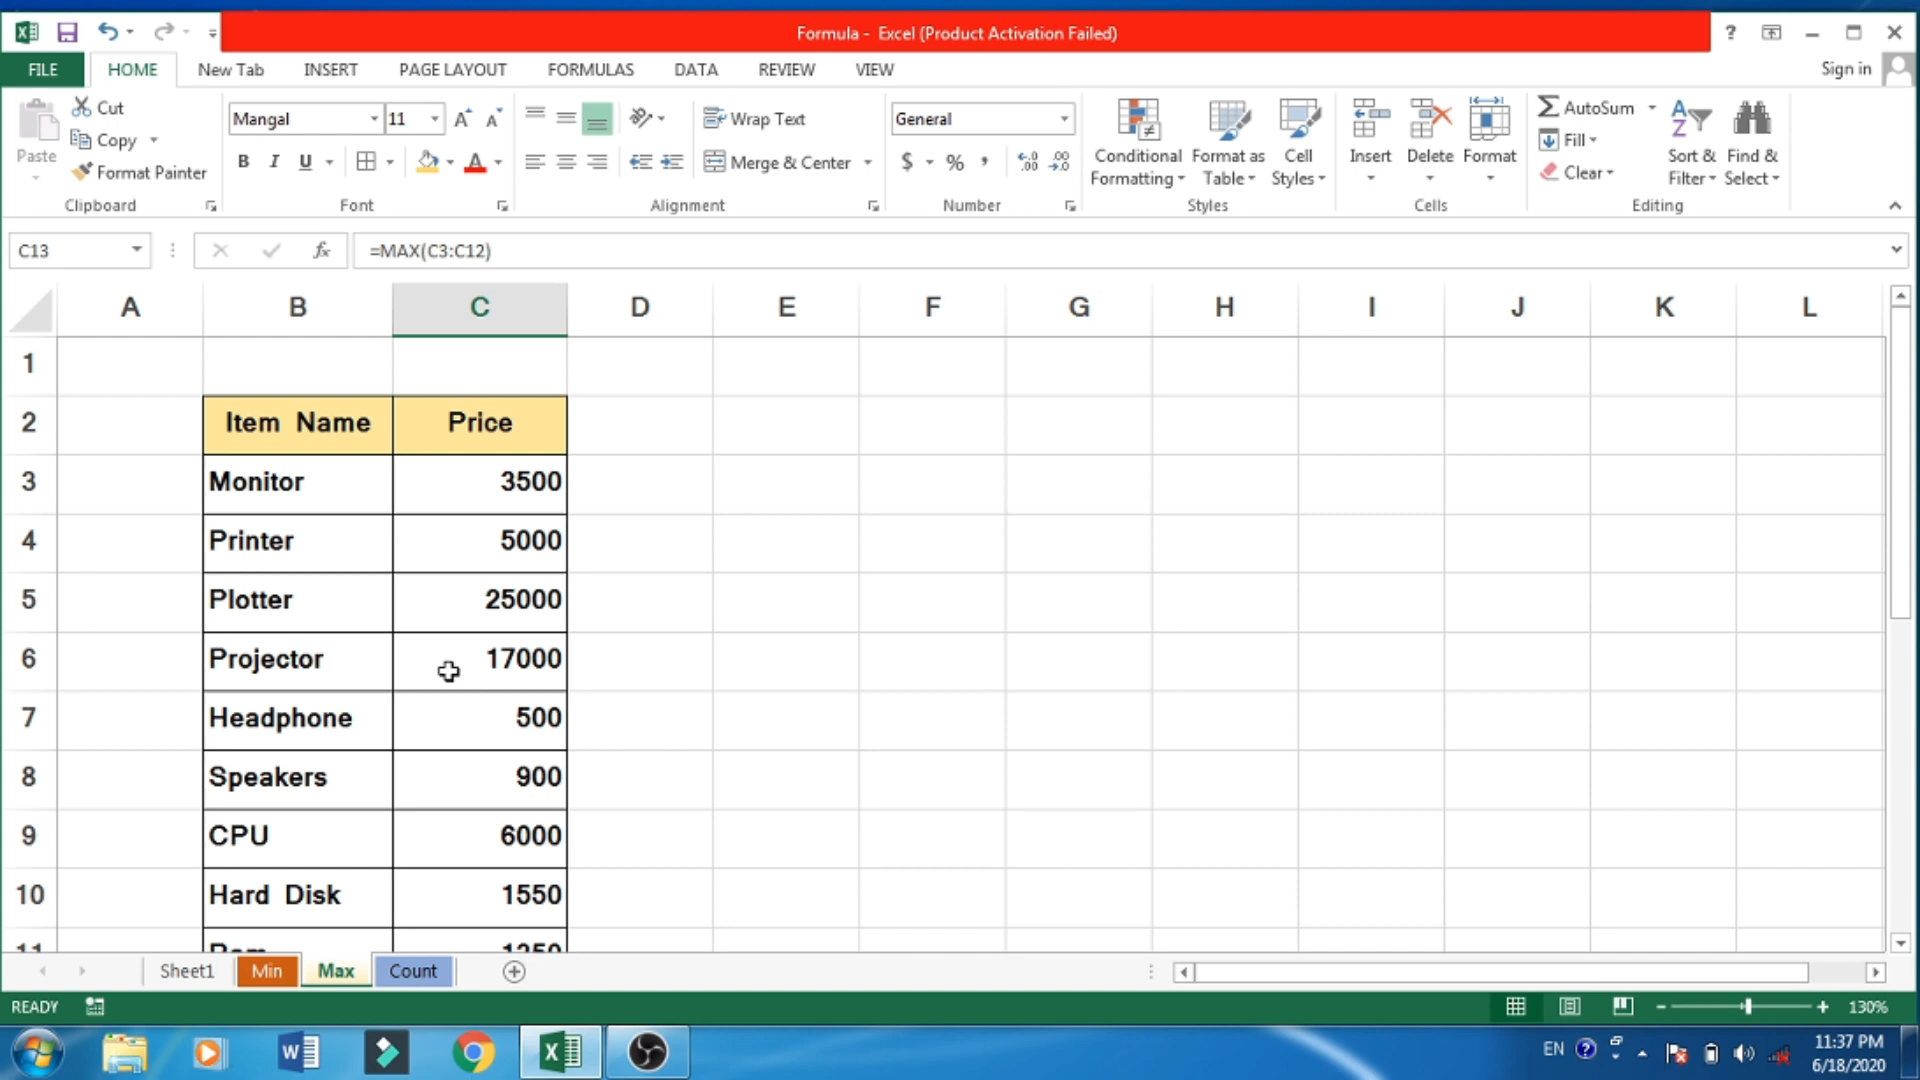 Formula - Excel (Product Activation Failed)
?
FILE HOME New Tab INSERT PAGE LAYOUT FORMULAS DATA REVIEW VIEW Sign in
Paste
Cut
Copy
Format Painter
Clipboard
Mangal 11
B I U
Font
Wrap Text
Merge & Center
Alignment
General
$ % ,
Number
Conditional Formatting
Format as Table
Cell Styles
Styles
Insert
Delete
Format
Cells
AutoSum
Fill
Clear
Sort & Filter
Find & Select
Editing
C13 fx =MAX(C3:C12)
A B C D E F G H I J K L
1
2 Item Name Price
3 Monitor 3500
4 Printer 5000
5 Plotter 25000
6 Projector 17000
7 Headphone 500
8 Speakers 900
9 CPU 6000
10 Hard Disk 1550
11 Ram 1250
Sheet1 Min Max Count
READY 130%
EN 11:37 PM
6/18/2020